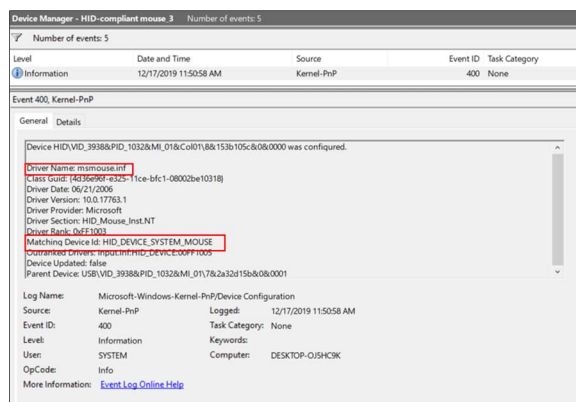 Device Manager - HID-compliant mouse_3 Number of events: 5
Number of events: 5
Level Date and Time Source Event ID Task Category
Information 12/17/2019 11:50:58 AM Kernel-PnP 400 None
Event 400, Kernel-PnP
General Details
Device HID\VID_3938&PID_1032&MI_01&Col01\8&153b105c&0&0000 was configured.
Driver Name: msmouse.inf
Class Guid: {4d36e96f-e325-11ce-bfc1-08002be10318}
Driver Date: 06/21/2006
Driver Version: 10.0.17763.1
Driver Provider: Microsoft
Driver Section: HID_Mouse_Inst.NT
Driver Rank: 0xFF1003
Matching Device Id: HID_DEVICE_SYSTEM_MOUSE
Outranked Drivers: input.inf:HID_DEVICE:00FF1005
Device Updated: false
Parent Device: USB\VID_3938&PID_1032&MI_01\7&2a32d15b&0&0001
Log Name: Microsoft-Windows-Kernel-PnP/Device Configuration
Source: Kernel-PnP Logged: 12/17/2019 11:50:58 AM
Event ID: 400 Task Category: None
Level: Information Keywords:
User: SYSTEM Computer: DESKTOP-OJ5HC9K
OpCode: Info
More Information: Event Log Online Help